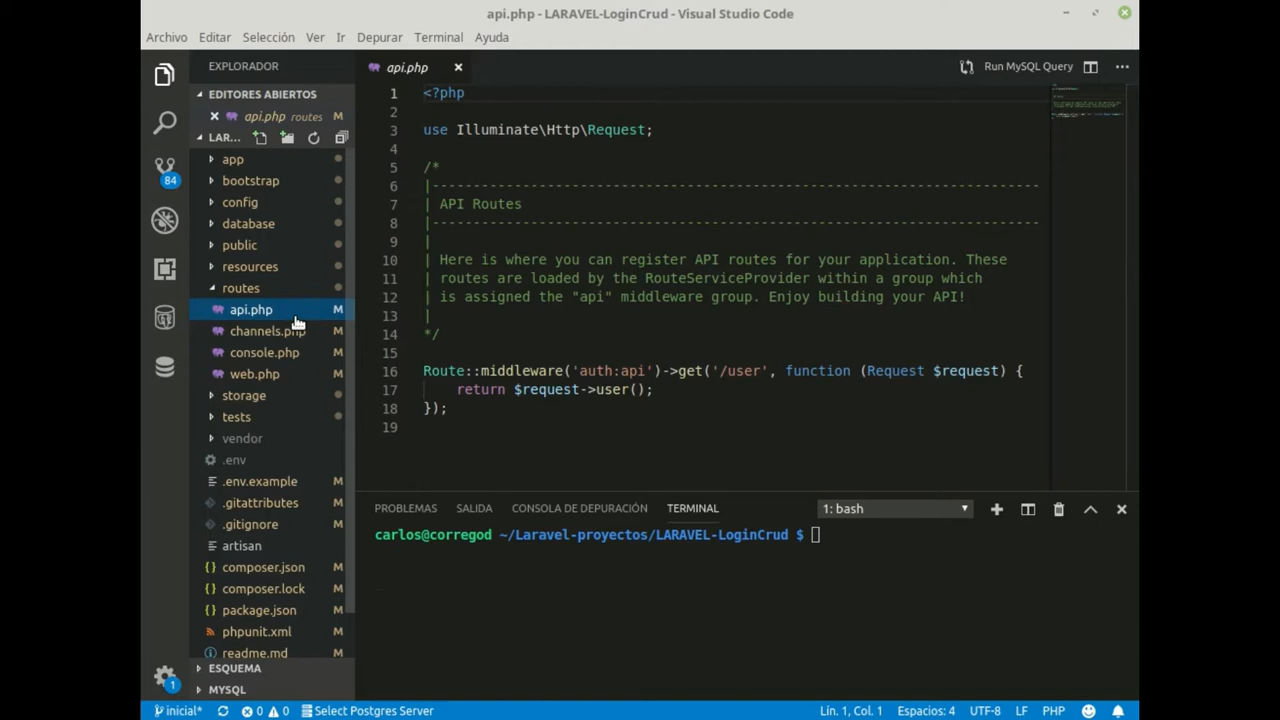 api.php - LARAVEL-LoginCrud - Visual Studio Code
Archivo Editar Selección Ver Ir Depurar Terminal Ayuda
EXPLORADOR
EDITORES ABIERTOS
api.php routes M
LAR...
app
bootstrap
config
database
public
resources
routes
api.php M
channels.php M
console.php M
web.php M
storage
tests
vendor
.env
.env.example M
.gitattributes M
.gitignore M
artisan
composer.json M
composer.lock M
package.json M
phpunit.xml M
readme.md M
ESQUEMA
MYSQL
84
1
api.php
Run MySQL Query
1 <?php
2
3 use Illuminate\Http\Request;
4
5 /*
6 |--------------------------------------------------------------------------
7 | API Routes
8 |--------------------------------------------------------------------------
9 |
10 | Here is where you can register API routes for your application. These
11 | routes are loaded by the RouteServiceProvider within a group which
12 | is assigned the "api" middleware group. Enjoy building your API!
13 |
14 */
15
16 Route::middleware('auth:api')->get('/user', function (Request $request) {
17     return $request->user();
18 });
19
PROBLEMAS SALIDA CONSOLA DE DEPURACIÓN TERMINAL 1: bash
carlos@corregod ~/Laravel-proyectos/LARAVEL-LoginCrud $
inicial* 0 0 Select Postgres Server Lín. 1, Col. 1 Espacios: 4 UTF-8 LF PHP